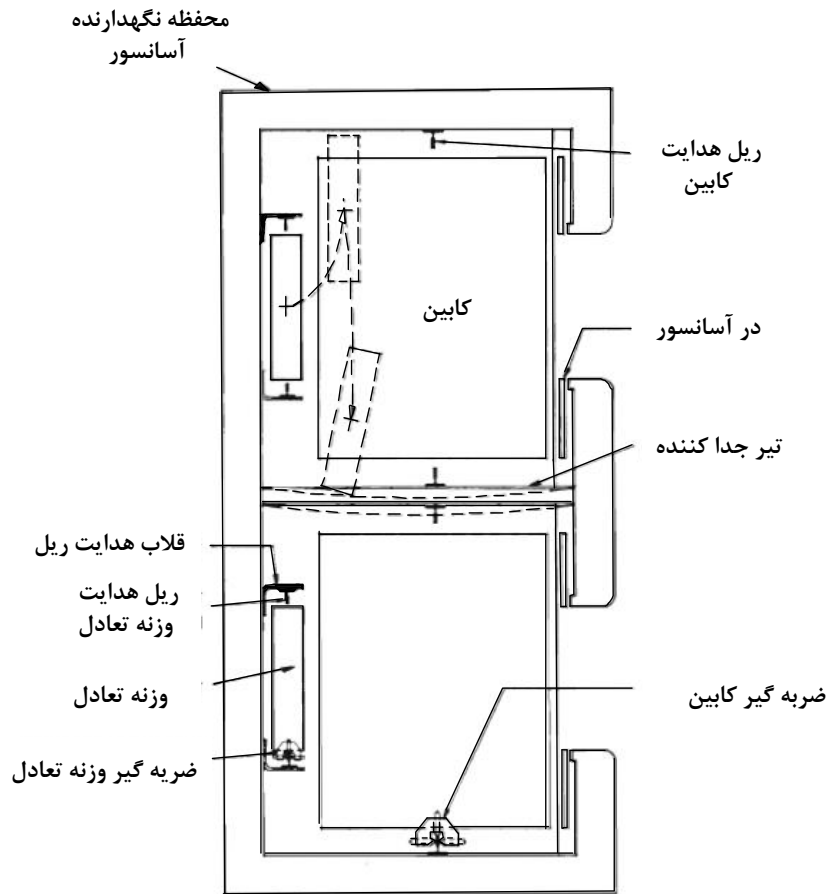 محفظه نگهدارنده
آسانسور
ریل هدایت
کابین
کابین
در آسانسور
تیر جدا کننده
قلاب هدایت ریل
ریل هدایت
وزنه تعادل
وزنه تعادل
ضربه گیر کابین
ضربه گیر وزنه تعادل